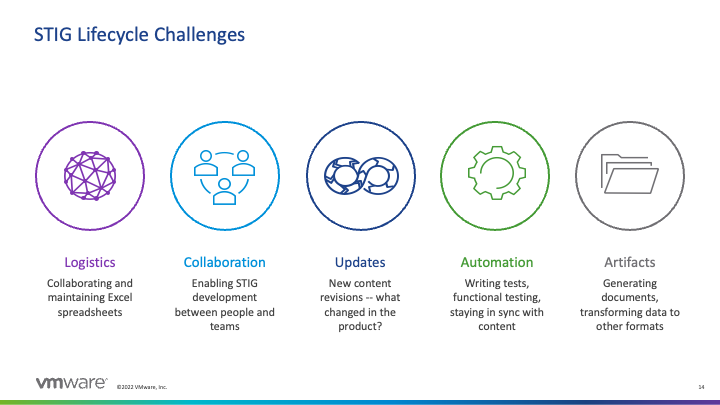 STIG Lifecycle Challenges
Logistics
Collaborating and
maintaining Excel
spreadsheets
Collaboration
Enabling STIG
development
between people and
teams
Updates
New content
revisions -- what
changed in the
product?
Automation
Writing tests,
functional testing,
staying in sync with
content
Artifacts
Generating
documents,
transforming data to
other formats
vmware®
©2022 VMware, Inc.
14